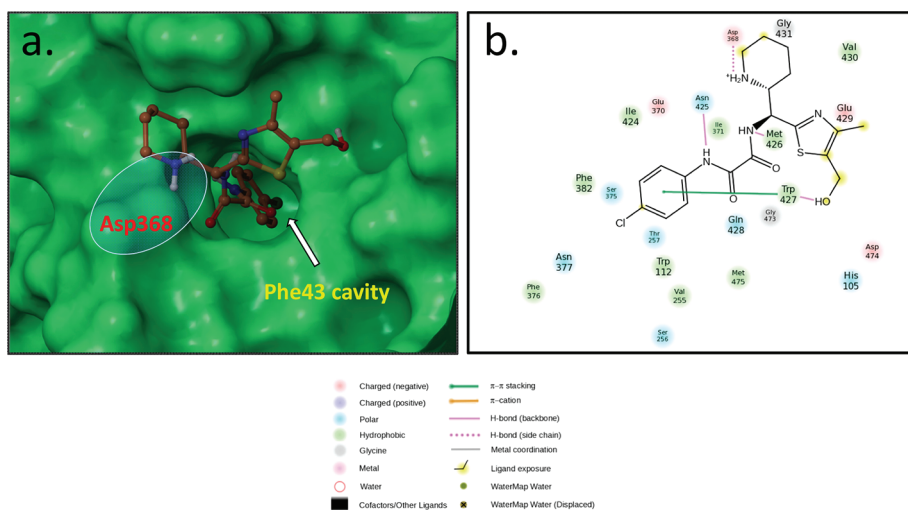 a.
Asp368
Phe43 cavity
b.
Asp
368
Gly
431
Val
430
Glu
370
Asn
425
Ile
424
Ile
371
Met
426
Glu
429
Phe
382
Ser
375
Trp
427
Gly
473
Gln
428
Thr
257
Asn
377
Trp
112
Met
475
Asp
474
His
105
Phe
376
Val
255
Ser
256
+H2N
NH
H
N
N
S
O
O
HO
Cl
Charged (negative)
Charged (positive)
Polar
Hydrophobic
Glycine
Metal
Water
Cofactors/Other Ligands
π-π stacking
π-cation
H-bond (backbone)
H-bond (side chain)
Metal coordination
Ligand exposure
WaterMap Water
WaterMap Water (Displaced)